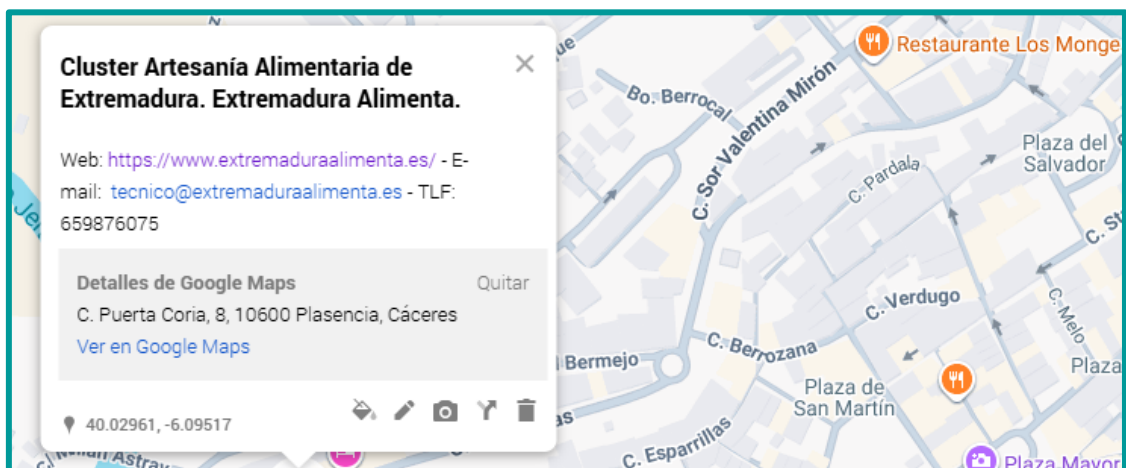 Cluster Artesanía Alimentaria de
Extremadura. Extremadura Alimenta.
Web: https://www.extremaduraalimenta.es/ - E-
mail: tecnico@extremaduraalimenta.es - TLF:
659876075
Detalles de Google Maps
Quitar
C. Puerta Coria, 8, 10600 Plasencia, Cáceres
Ver en Google Maps
40.02961, -6.09517
Restaurante Los Monge
Bo. Berrocal
C. Sor Valentina Mirón
Plaza del
Salvador
C. Pardala
C. St
C. Verdugo
C. Melo
Bermejo
C. Berrozana
Plaza
Plaza de
San Martín
as
C. Esparrillas
Plaza Mayor